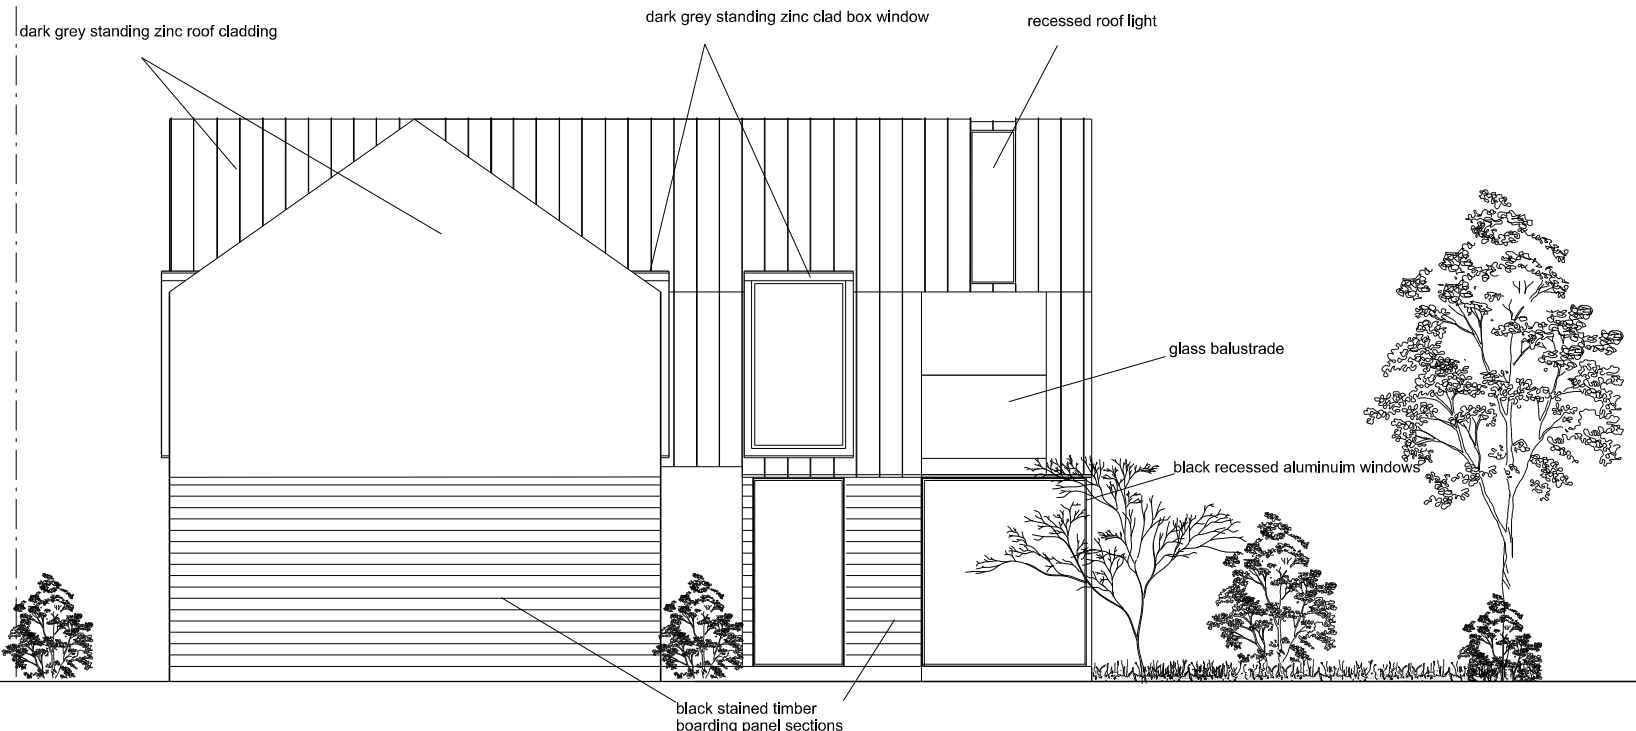 dark grey standing zinc roof cladding
dark grey standing zinc clad box window
recessed roof light
glass balustrade
black recessed aluminuim windows
black stained timber
boarding panel sections